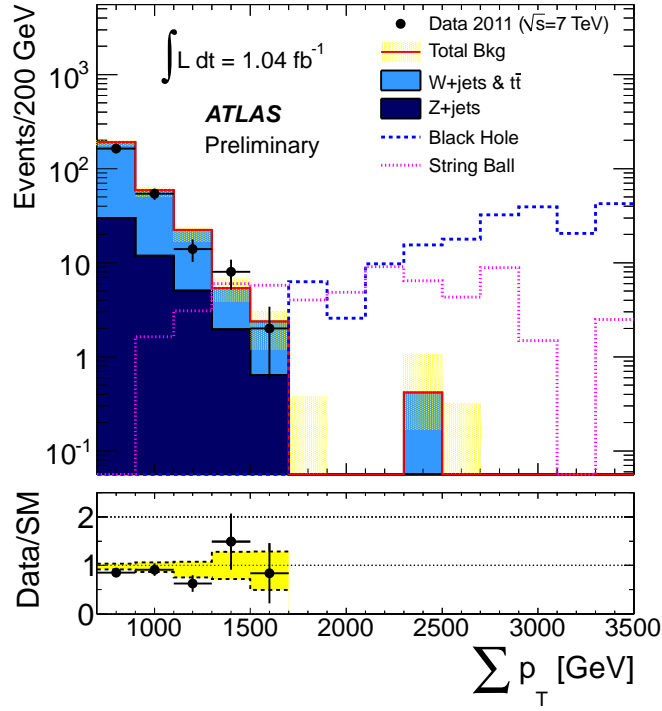 Data 2011 (√s=7 TeV)
Total Bkg
W+jets & tt̄
Z+jets
Black Hole
String Ball
∫ L dt = 1.04 fb⁻¹
ATLAS
Preliminary
Events/200 GeV
10³
10²
10
1
10⁻¹
Data/SM
2
1
0
1000 1500 2000 2500 3000 3500
∑ p_T [GeV]